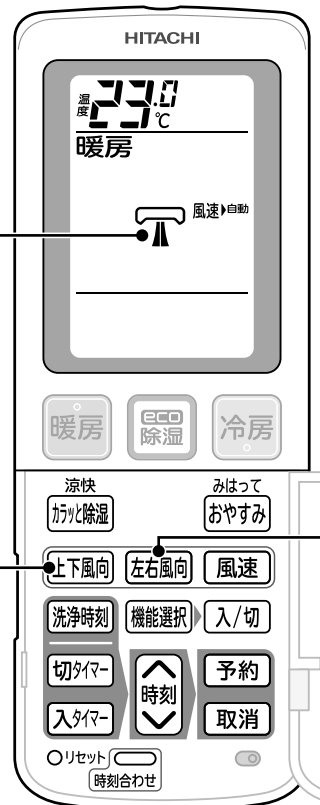 HITACHI
温度 23.0 ℃
暖房
風速 自動
暖房 eco 除湿 冷房
涼快 みはって
カラッと除湿 おやすみ
上下風向 左右風向 風速
洗浄時刻 機能選択 入/切
切タイマー 時刻 予約
入タイマー 取消
リセット
時刻合わせ